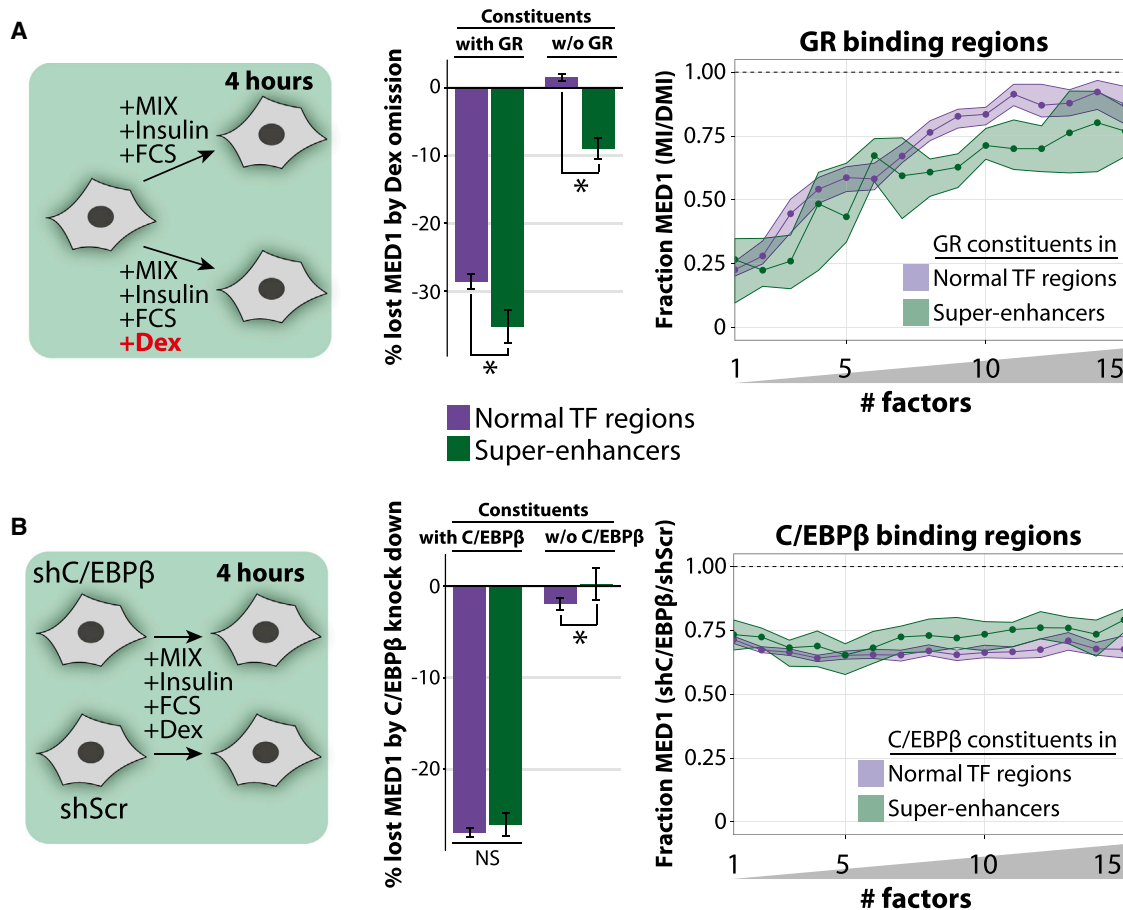 A
4 hours
+MIX
+Insulin
+FCS
+MIX
+Insulin
+FCS
+Dex
Constituents
with GR
w/o GR
% lost MED1 by Dex omission
0
-10
-20
-30
*
*
Normal TF regions
Super-enhancers
GR binding regions
Fraction MED1 (MI/DMI)
1.00
0.75
0.50
0.25
0
GR constituents in
Normal TF regions
Super-enhancers
1
5
10
15
# factors
B
shC/EBPβ
4 hours
+MIX
+Insulin
+FCS
+Dex
shScr
Constituents
with C/EBPβ
w/o C/EBPβ
% lost MED1 by C/EBPβ knock down
0
-10
-20
*
NS
C/EBPβ binding regions
Fraction MED1 (shC/EBPβ/shScr)
1.00
0.75
0.50
0.25
0
C/EBPβ constituents in
Normal TF regions
Super-enhancers
1
5
10
15
# factors